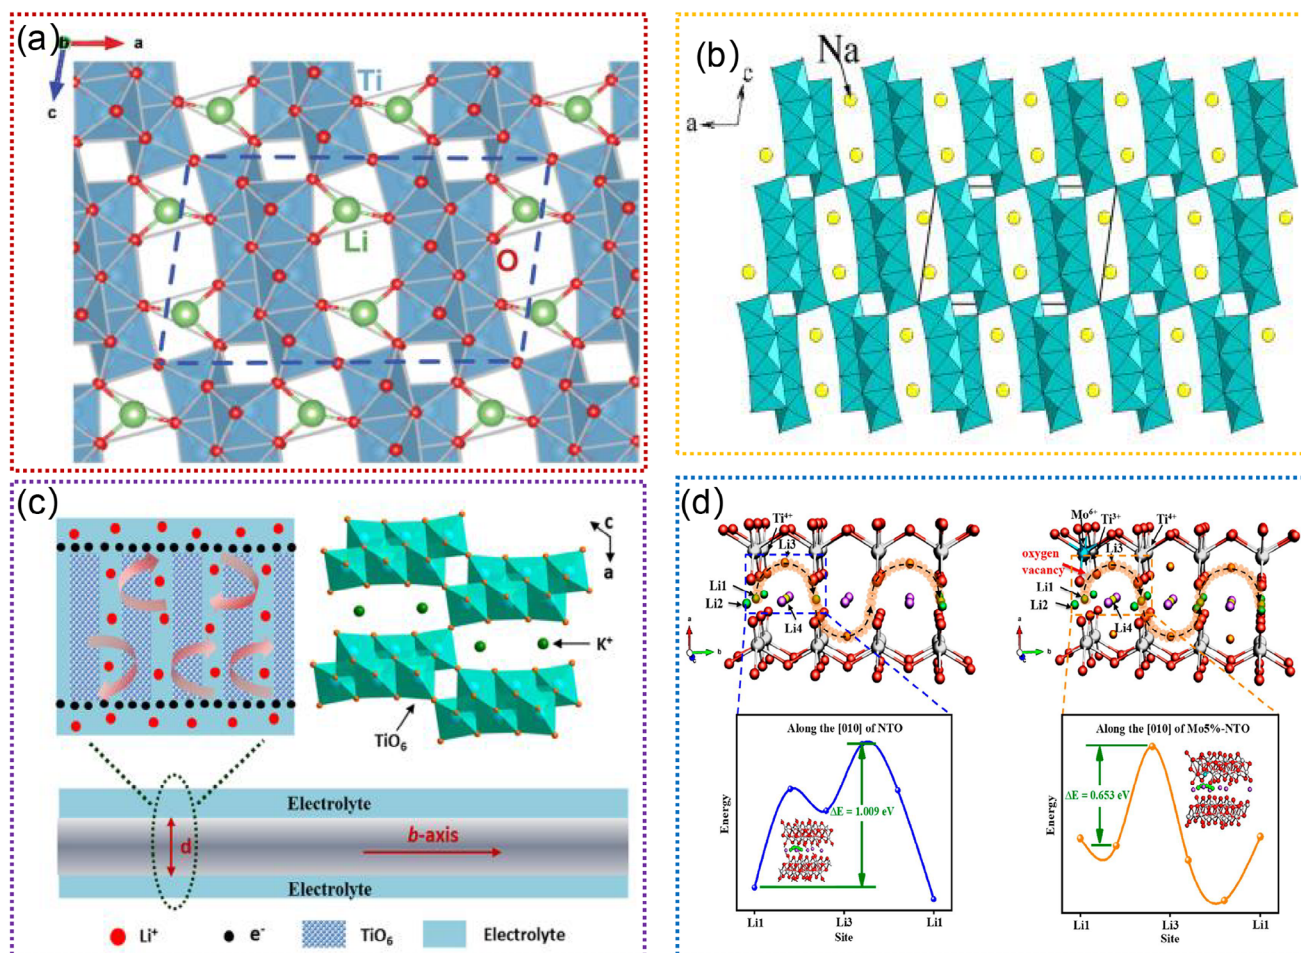 (a)
b
a
c
Ti
Li
O
(b)
Na
c
a
(c)
c
a
K⁺
TiO₆
Electrolyte
b-axis
d
Electrolyte
Li⁺
e⁻
TiO₆
Electrolyte
(d)
Ti⁴⁺
Li3
Li1
Li2
Li4
a
b
Mo⁶⁺
Ti³⁺
Ti⁴⁺
Li3
oxygen
vacancy
Li1
Li2
Li4
a
b
Along the [010] of NTO
Energy
ΔE = 1.009 eV
Li1
Li3
Li1
Site
Along the [010] of Mo5%-NTO
Energy
ΔE = 0.653 eV
Li1
Li3
Li1
Site